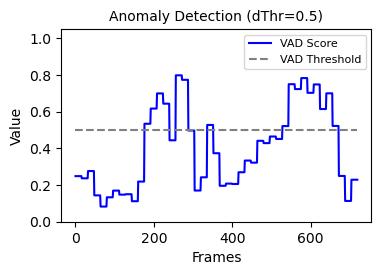 Anomaly Detection (dThr=0.5)
VAD Score
VAD Threshold
Value
1.0
0.8
0.6
0.4
0.2
0.0
0
200
400
600
Frames